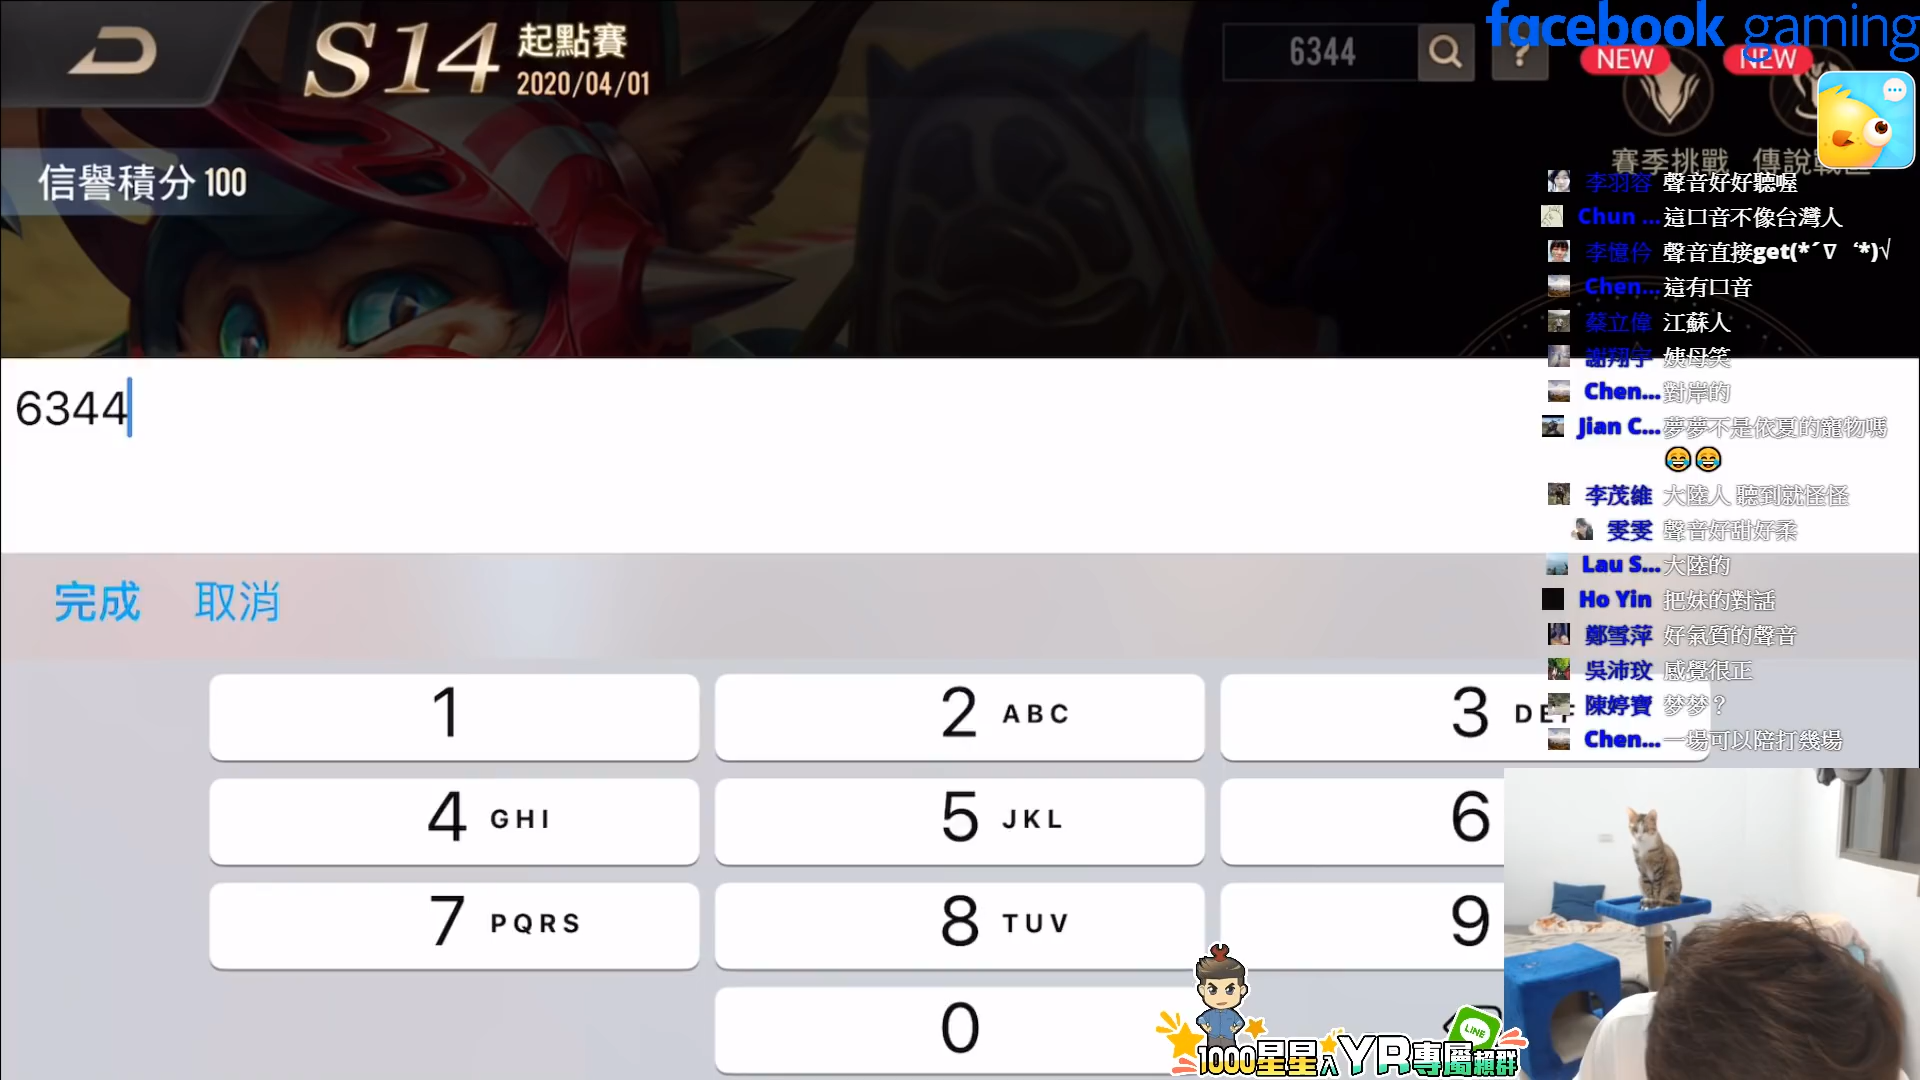 S14 起點賽
2020/04/01
6344
?
facebook gaming
NEW
NEW
賽季挑戰
信譽積分 100
李羽容 聲音好好聽喔
Chun ... 這口音不像台灣人
李憶伶 聲音直接get(*´∇‘*)√
Chen... 這有口音
蔡立偉 江蘇人
謝翔宇 姨母笑
Chen... 對岸的
Jian C... 夢夢不是依夏的寵物嗎
😂😂
李茂維 大陸人 聽到就怪怪
雯雯 聲音好甜好柔
Lau S... 大陸的
Ho Yin 把妹的對話
鄭雪萍 好氣質的聲音
吳沛玟 感覺很正
陳婷寶 梦梦？
Chen... 一場可以陪打幾場
6344
完成 取消
1
2 ABC
3 DEF
4 GHI
5 JKL
6
7 PQRS
8 TUV
9
0
LINE
1000星星入YR專屬賴群